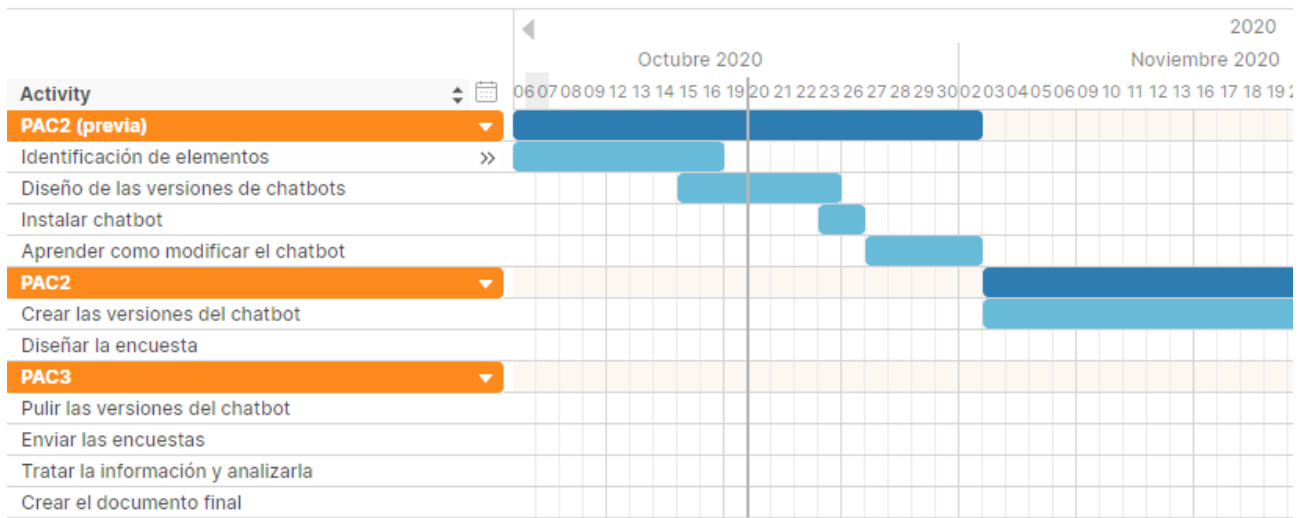 2020
Octubre 2020 Noviembre 2020
Activity 06 07 08 09 12 13 14 15 16 19 20 21 22 23 26 27 28 29 30 02 03 04 05 06 09 10 11 12 13 16 17 18 19
PAC2 (previa)
Identificación de elementos »
Diseño de las versiones de chatbots
Instalar chatbot
Aprender como modificar el chatbot
PAC2
Crear las versiones del chatbot
Diseñar la encuesta
PAC3
Pulir las versiones del chatbot
Enviar las encuestas
Tratar la información y analizarla
Crear el documento final